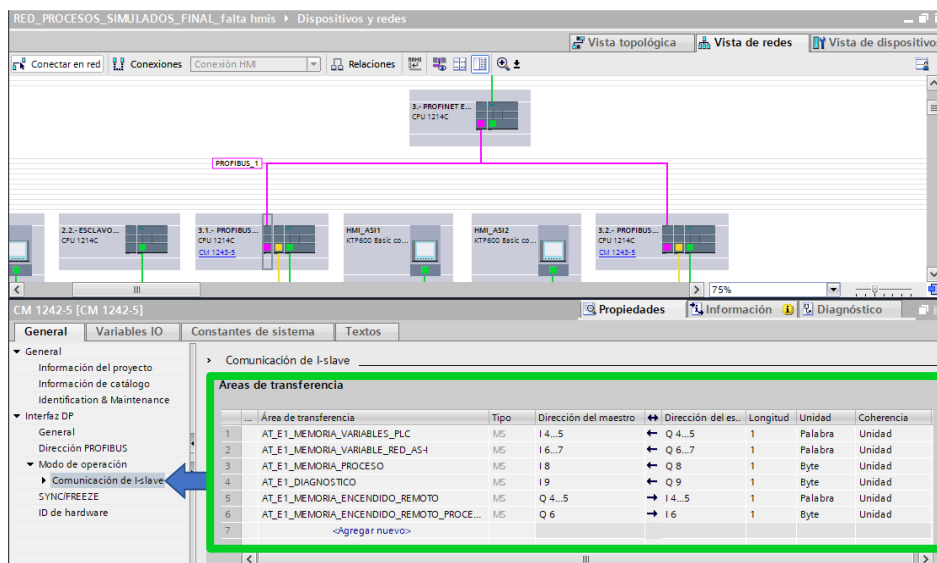 RED_PROCESOS_SIMULADOS_FINAL_falta hmis ▸ Dispositivos y redes
Vista topológica Vista de redes Vista de dispositivo
Conectar en red Conexiones Conexión HMI Relaciones
3.- PROFINET E...
CPU 1214C
PROFIBUS_1
2.2.- ESCLAVO...
CPU 1214C
3.1.- PROFIBUS...
CPU 1214C
CM 1243-5
HMI_ASI1
KTP600 Basic co...
HMI_ASI2
KTP600 Basic co...
3.2.- PROFIBUS...
CPU 1214C
CM 1243-5
75%
CM 1242-5 [CM 1242-5]
Propiedades Información Diagnóstico
General Variables IO Constantes de sistema Textos
General
Información del proyecto
Información de catálogo
Identification & Maintenance
Interfaz DP
General
Dirección PROFIBUS
Modo de operación
Comunicación de I-slave
SYNC/FREEZE
ID de hardware
Comunicación de I-slave
Áreas de transferencia
... Área de transferencia Tipo Dirección del maestro ↔ Dirección del es.. Longitud Unidad Coherencia
1 AT_E1_MEMORIA_VARIABLES_PLC MS I 4...5 ← Q 4...5 1 Palabra Unidad
2 AT_E1_MEMORIA_VARIABLE_RED_AS-I MS I 6...7 ← Q 6...7 1 Palabra Unidad
3 AT_E1_MEMORIA_PROCESO MS I 8 ← Q 8 1 Byte Unidad
4 AT_E1_DIAGNOSTICO MS I 9 ← Q 9 1 Byte Unidad
5 AT_E1_MEMORIA_ENCENDIDO_REMOTO MS Q 4...5 → I 4...5 1 Palabra Unidad
6 AT_E1_MEMORIA_ENCENDIDO_REMOTO_PROCE... MS Q 6 → I 6 1 Byte Unidad
7 <Agregar nuevo>